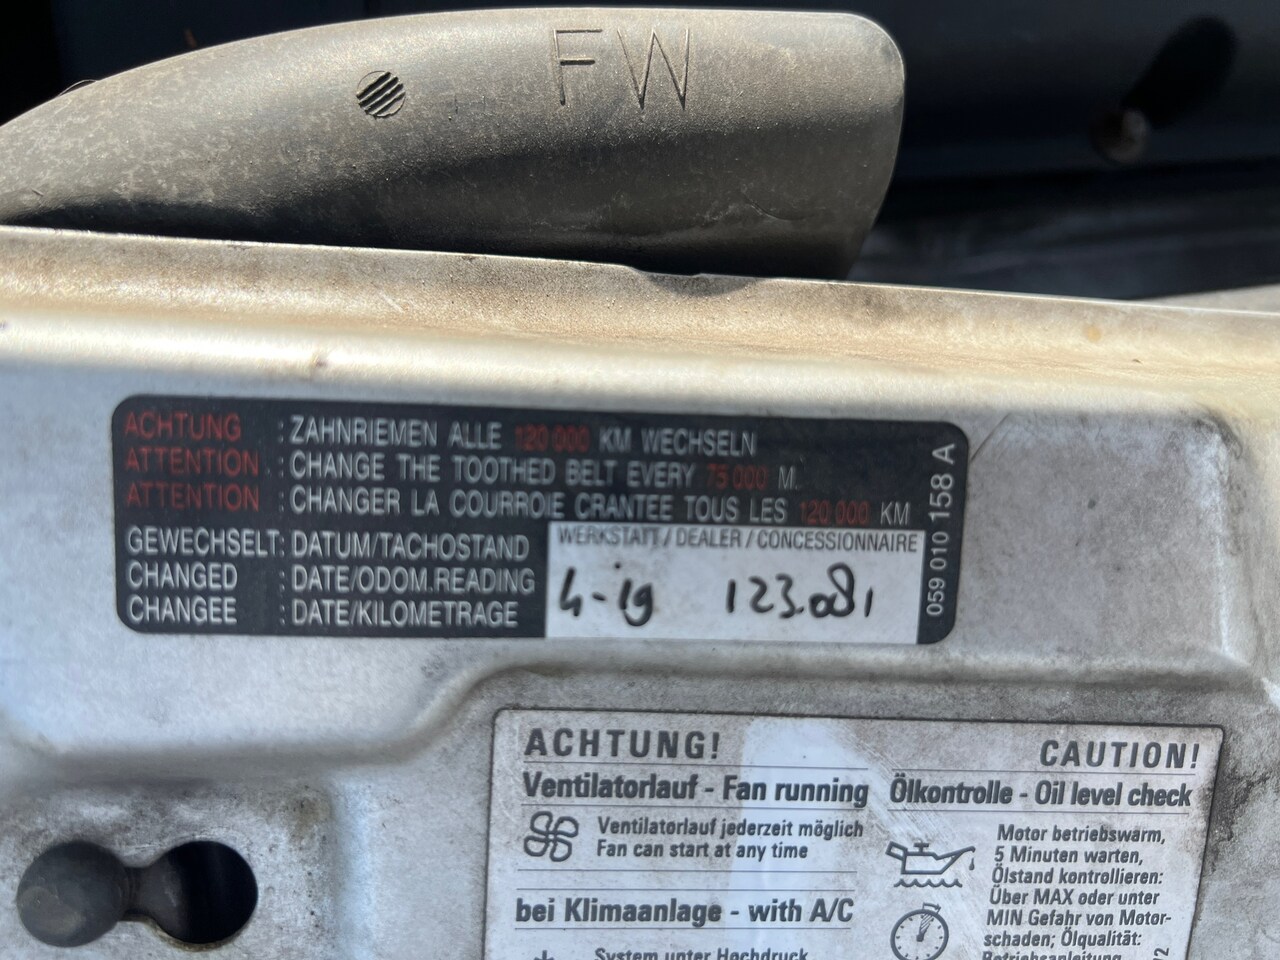 FW
ACHTUNG : ZAHNRIEMEN ALLE 120 000 KM WECHSELN
ATTENTION : CHANGE THE TOOTHED BELT EVERY 75 000 M.
ATTENTION : CHANGER LA COURROIE CRANTEE TOUS LES 120 000 KM
GEWECHSELT: DATUM/TACHOSTAND
CHANGED : DATE/ODOM.READING
CHANGEE : DATE/KILOMETRAGE
WERKSTATT/DEALER/CONCESSIONNAIRE
4-19 123.081
059 010 158 A
ACHTUNG! CAUTION!
Ventilatorlauf - Fan running
Ventilatorlauf jederzeit möglich
Fan can start at any time
bei Klimaanlage - with A/C
System unter Hochdruck
Ölkontrolle - Oil level check
Motor betriebswarm,
5 Minuten warten,
Ölstand kontrollieren:
Über MAX oder unter
MIN Gefahr von Motor-
schaden; Ölqualität:
Betriebsanleitung